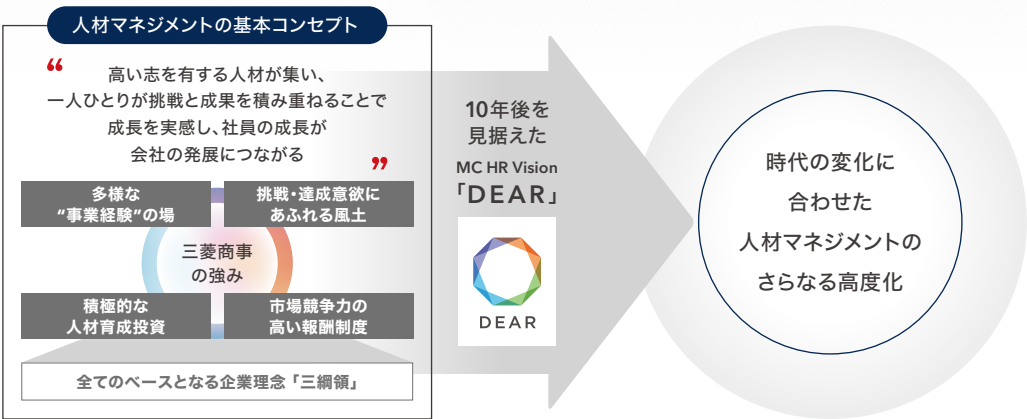 人材マネジメントの基本コンセプト
“
高い志を有する人材が集い、
一人ひとりが挑戦と成果を積み重ねることで
成長を実感し、社員の成長が
会社の発展につながる
”
多様な
“事業経験”の場
挑戦・達成意欲に
あふれる風土
三菱商事
の強み
積極的な
人材育成投資
市場競争力の
高い報酬制度
全てのベースとなる企業理念「三綱領」
10年後を
見据えた
MC HR Vision
「DEAR」
DEAR
時代の変化に
合わせた
人材マネジメントの
さらなる高度化